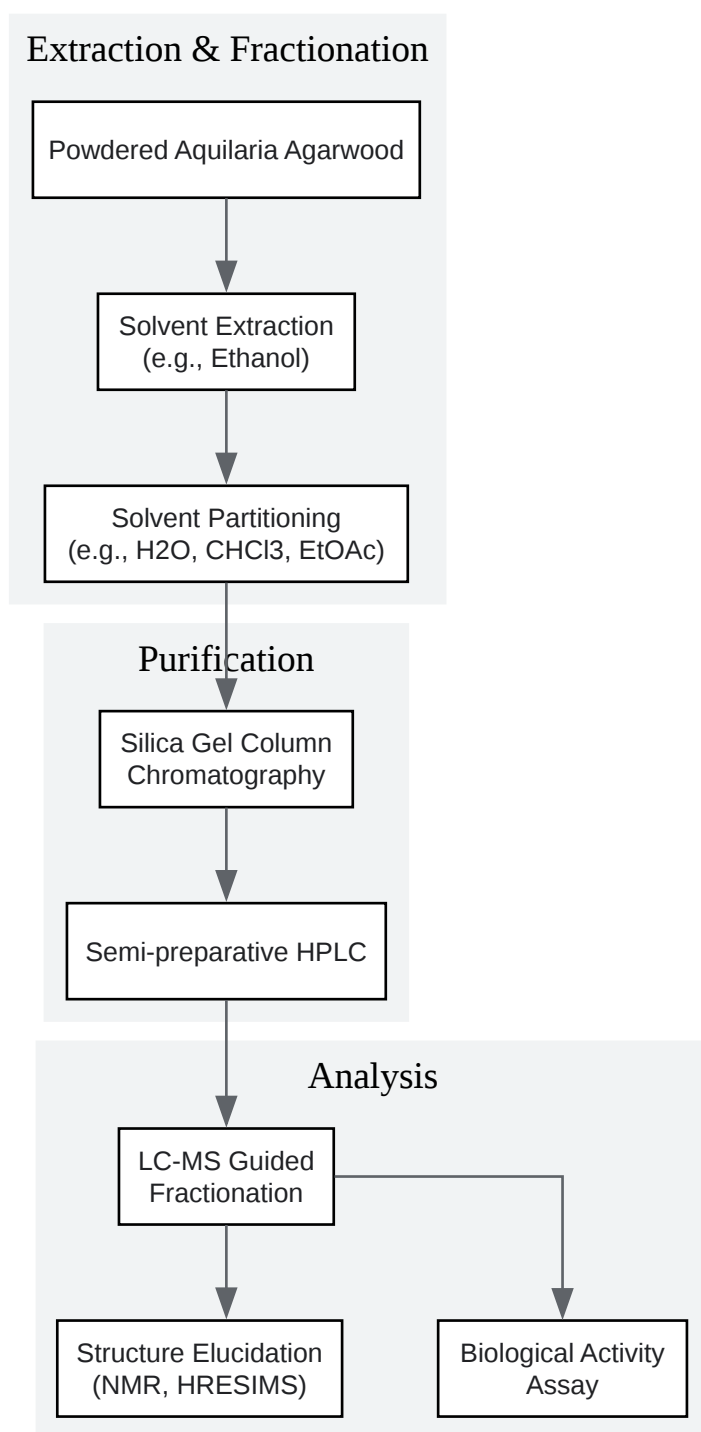 Extraction & Fractionation
Powdered Aquilaria Agarwood
Solvent Extraction
(e.g., Ethanol)
Solvent Partitioning
(e.g., H2O, CHCl3, EtOAc)
Purification
Silica Gel Column
Chromatography
Semi-preparative HPLC
Analysis
LC-MS Guided
Fractionation
Structure Elucidation
(NMR, HRESIMS)
Biological Activity
Assay